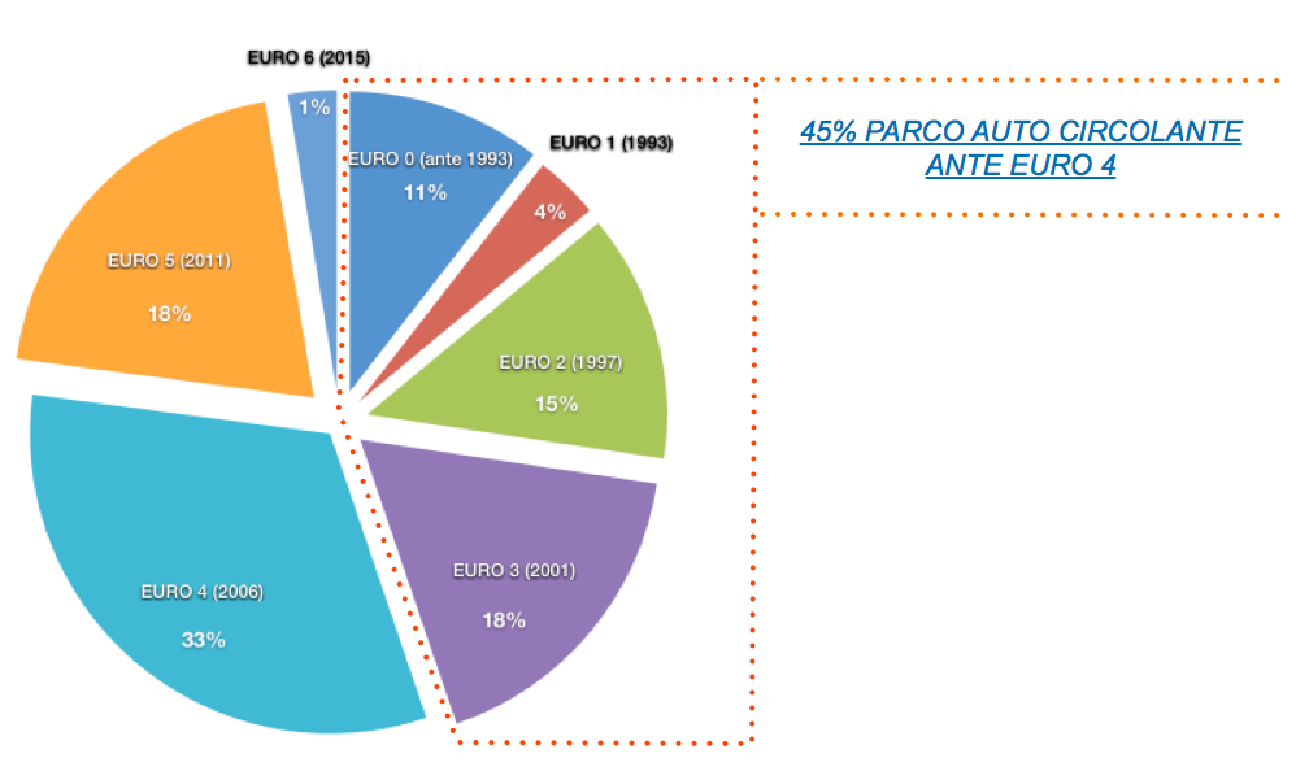 EURO 6 (2015)
1%
EURO 0 (ante 1993)
11%
EURO 1 (1993)
4%
45% PARCO AUTO CIRCOLANTE
ANTE EURO 4
EURO 5 (2011)
18%
EURO 2 (1997)
15%
EURO 3 (2001)
18%
EURO 4 (2006)
33%